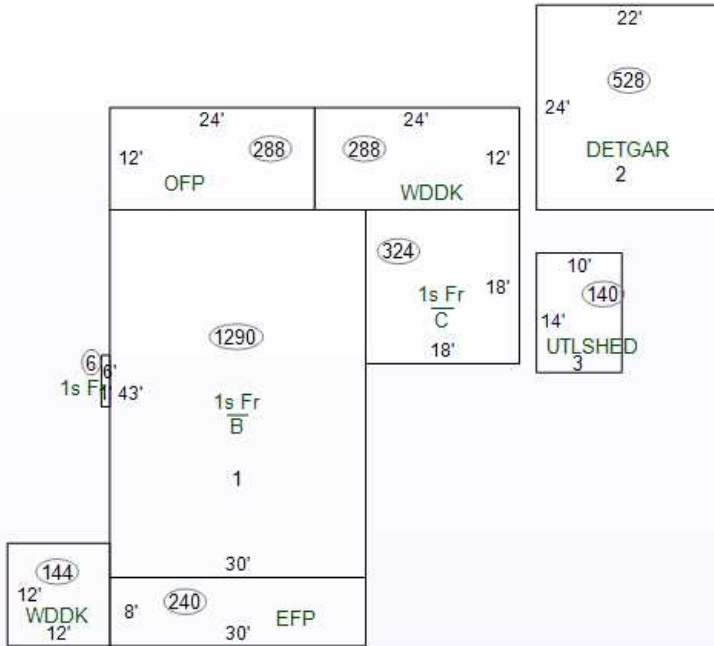 22'
528
24'
DETGAR
2
24'
288
12'
OFP
24'
288
12'
WDDK
324
1s Fr
C
18'
18'
10'
140
14'
UTLSHED
3
1290
6
6'
1s Fr
1'
43'
1s Fr
B
1
30'
144
12'
WDDK
12'
240
8'
EFP
30'